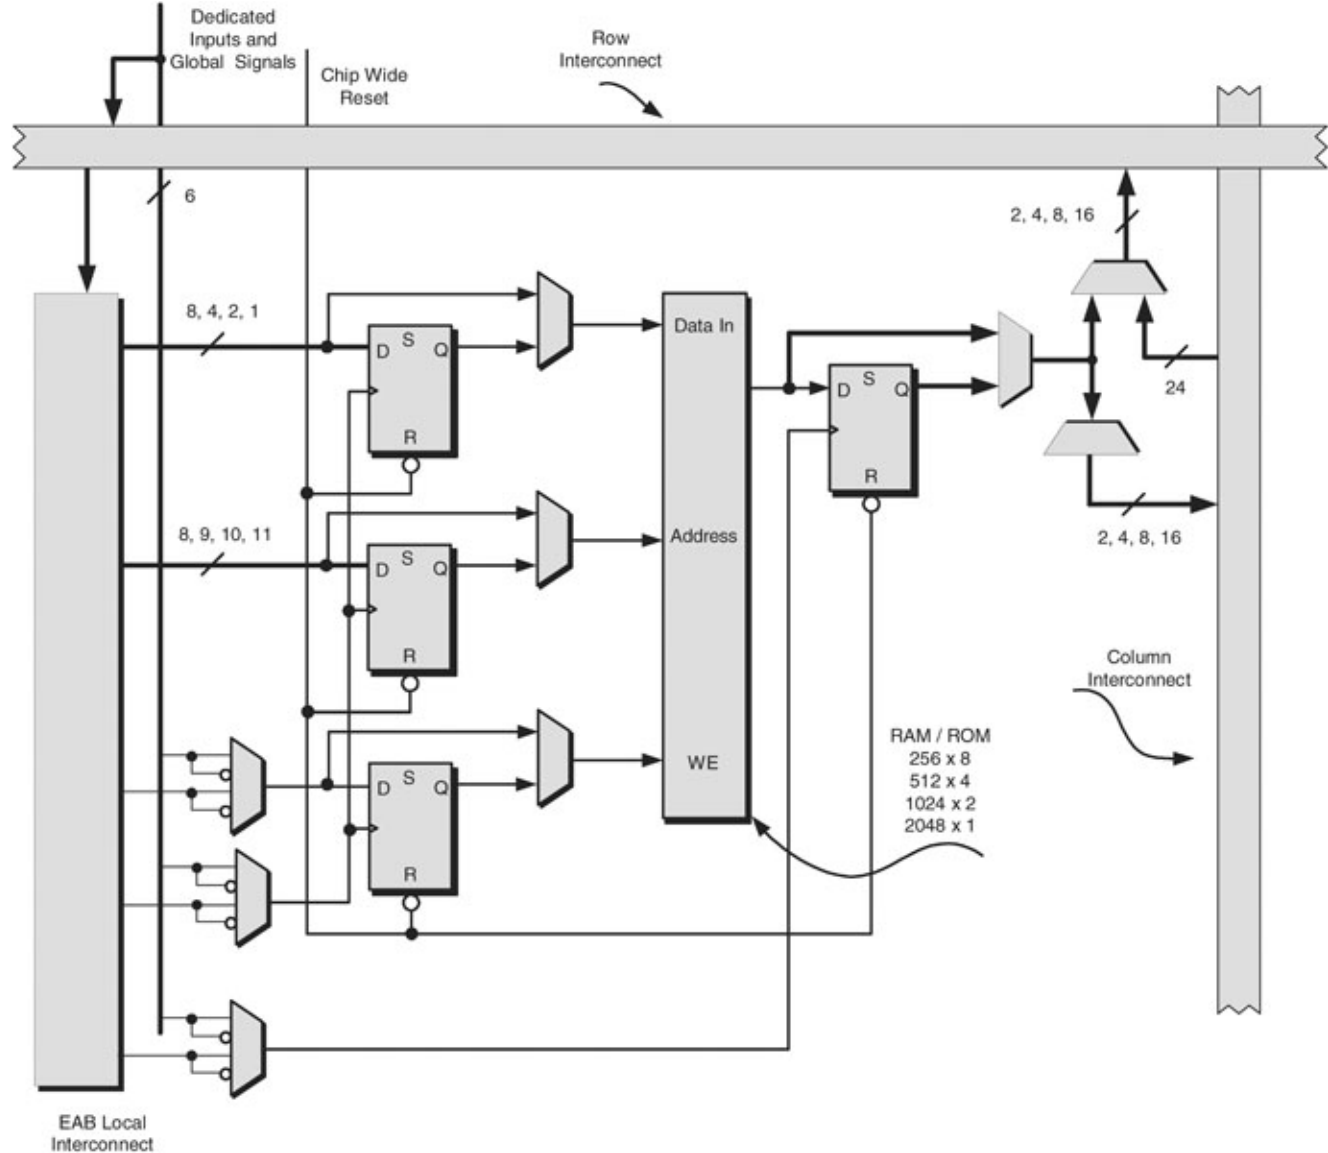 Dedicated
Inputs and
Global Signals
Chip Wide
Reset
Row
Interconnect
6
2, 4, 8, 16
8, 4, 2, 1
D
S
Q
R
Data In
D
S
Q
R
24
2, 4, 8, 16
8, 9, 10, 11
D
S
Q
R
Address
Column
Interconnect
RAM / ROM
256 x 8
512 x 4
1024 x 2
2048 x 1
D
S
Q
R
WE
EAB Local
Interconnect